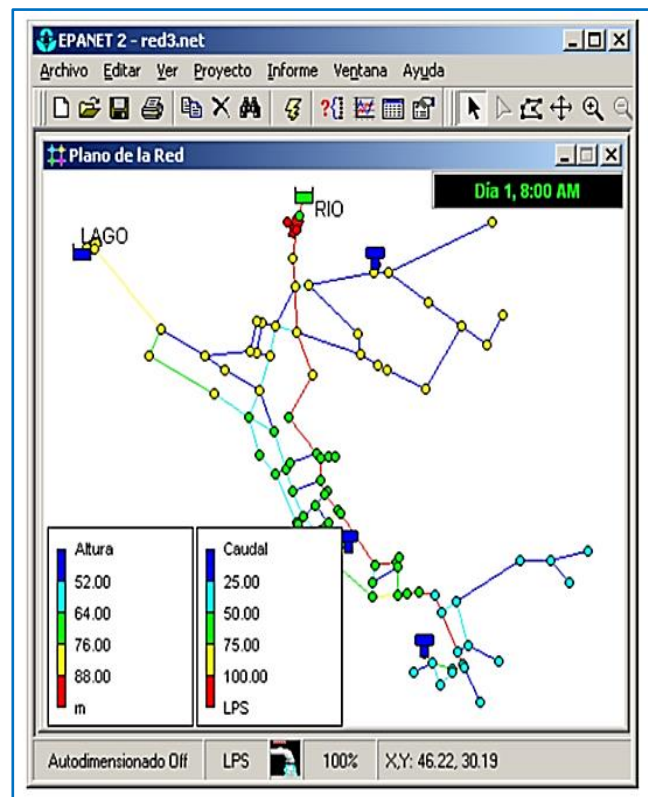 EPANET 2 - red3.net
Archivo Editar Ver Proyecto Informe Ventana Ayuda
Plano de la Red
Día 1, 8:00 AM
RIO
LAGO
Altura
52.00
64.00
76.00
88.00
m
Caudal
25.00
50.00
75.00
100.00
LPS
Autodimensionado Off LPS 100% X,Y: 46.22, 30.19